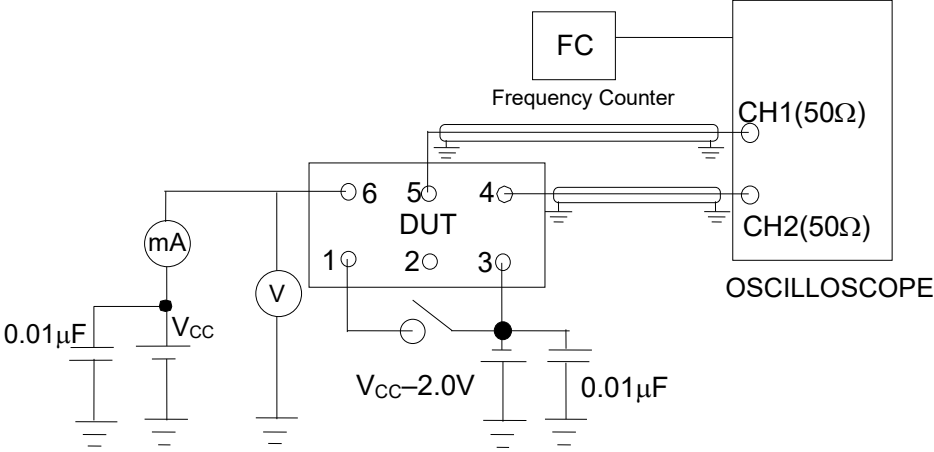 FC
Frequency Counter
CH1(50Ω)
6 5 4
DUT
mA
CH2(50Ω)
1 2 3
V
OSCILLOSCOPE
0.01μF
VCC
VCC–2.0V
0.01μF